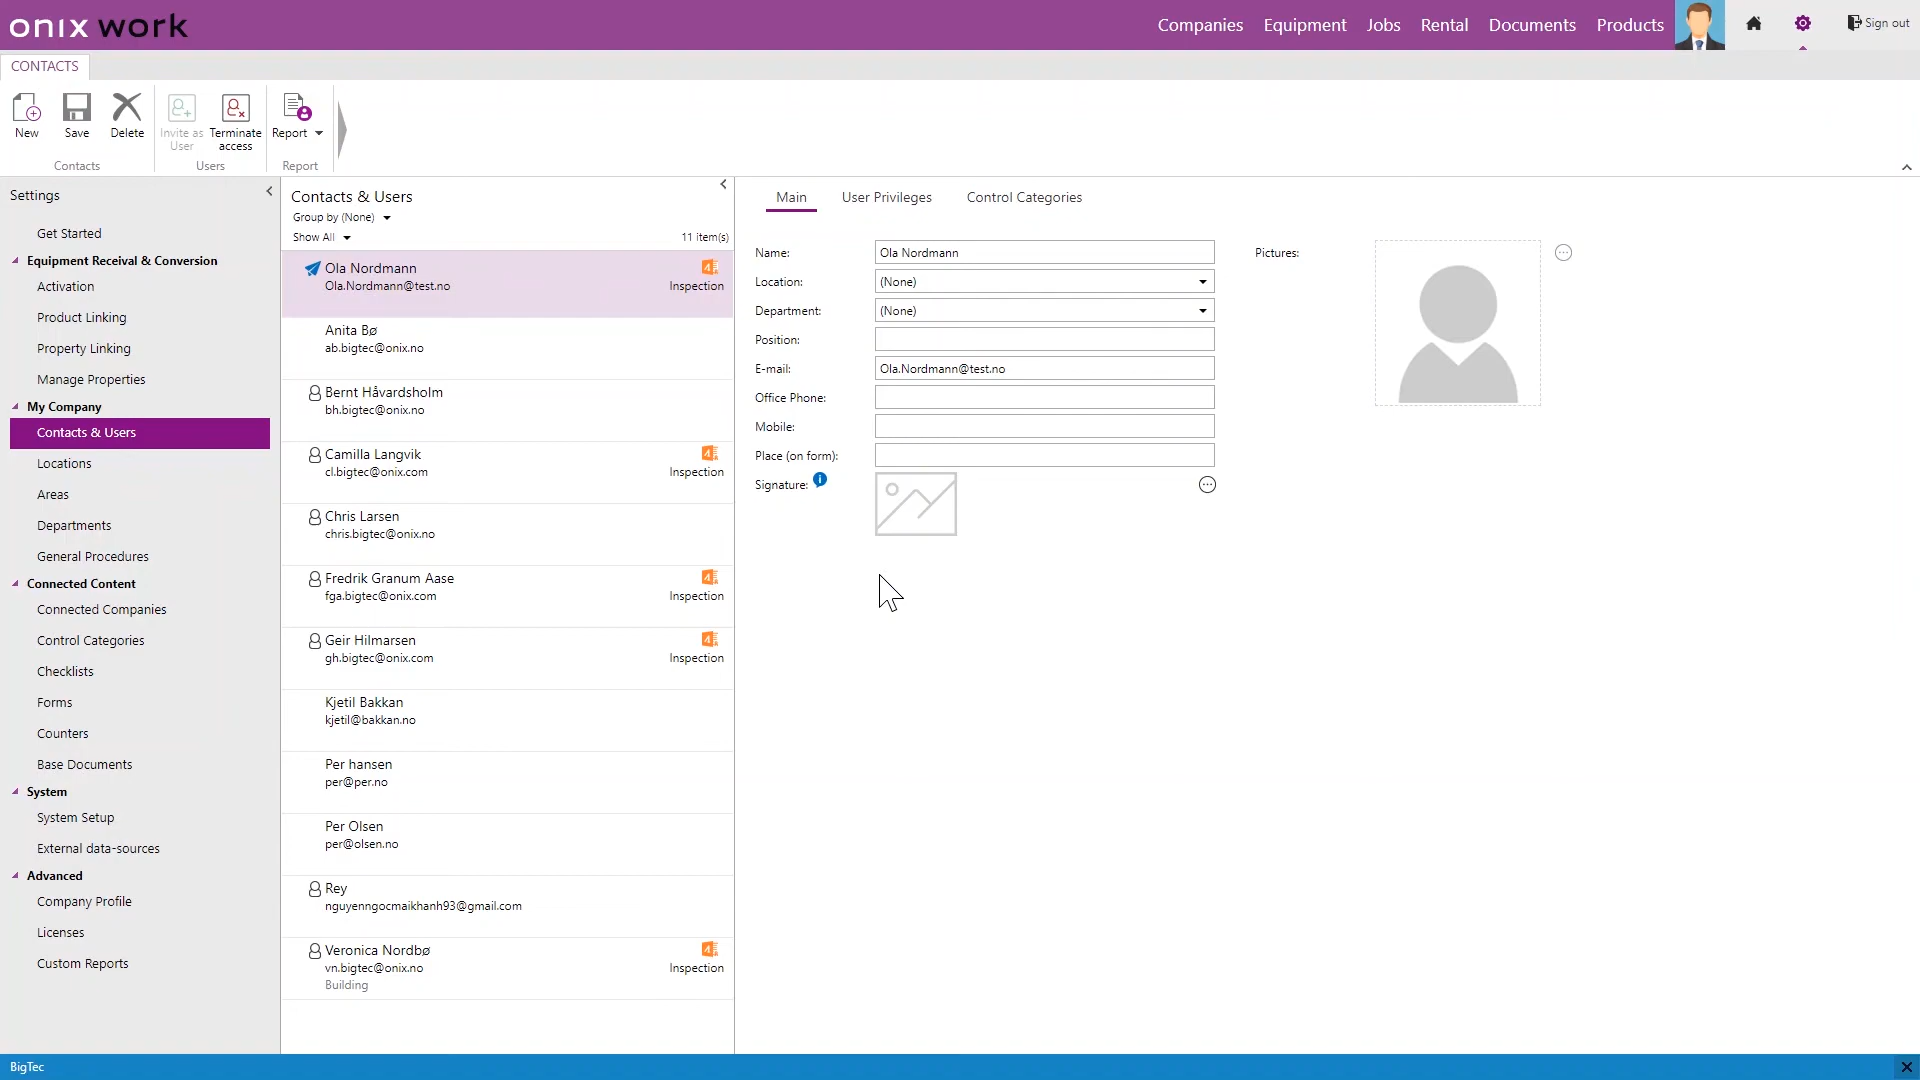 onix work
Companies Equipment Jobs Rental Documents Products Sign out
CONTACTS
New Save Delete Invite as User Terminate access Report
Contacts Users Report
Settings
Get Started
Equipment Receival & Conversion
Activation
Product Linking
Property Linking
Manage Properties
My Company
Contacts & Users
Locations
Areas
Departments
General Procedures
Connected Content
Connected Companies
Control Categories
Checklists
Forms
Counters
Base Documents
System
System Setup
External data-sources
Advanced
Company Profile
Licenses
Custom Reports
Contacts & Users
Group by (None)
Show All 11 item(s)
Ola Nordmann
Ola.Nordmann@test.no Inspection
Anita Bø
ab.bigtec@onix.no
Bernt Håvardsholm
bh.bigtec@onix.no
Camilla Langvik
cl.bigtec@onix.com Inspection
Chris Larsen
chris.bigtec@onix.no
Fredrik Granum Aase
fga.bigtec@onix.com Inspection
Geir Hilmarsen
gh.bigtec@onix.com Inspection
Kjetil Bakkan
kjetil@bakkan.no
Per hansen
per@per.no
Per Olsen
per@olsen.no
Rey
nguyenngocmaikhanh93@gmail.com
Veronica Nordbø
vn.bigtec@onix.no Inspection
Building
Main User Privileges Control Categories
Name: Ola Nordmann
Location: (None)
Department: (None)
Position:
E-mail: Ola.Nordmann@test.no
Office Phone:
Mobile:
Place (on form):
Signature:
Pictures:
BigTec